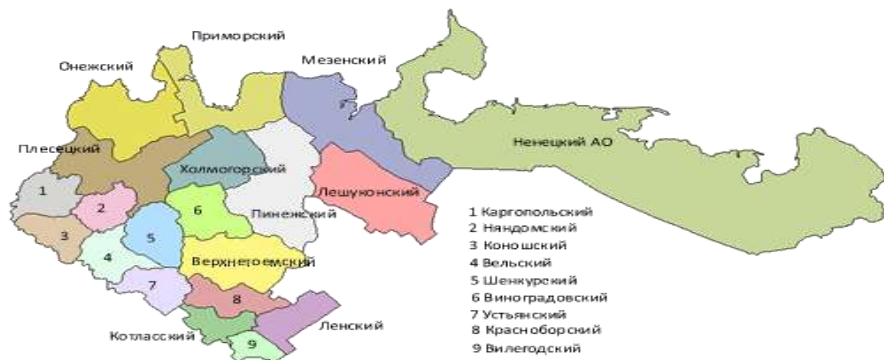 Приморский
Онежский
Мезенский
Плесецкий
Холмогорский
Ненецкий АО
1
2
Лешуконский
6
Пинежский
3
5
4
Верхнетоемский
7
8
Котласский
Ленский
9
1 Каргопольский
2 Няндомский
3 Коношский
4 Вельский
5 Шенкурский
6 Виноградовский
7 Устьянский
8 Красноборский
9 Вилегодский